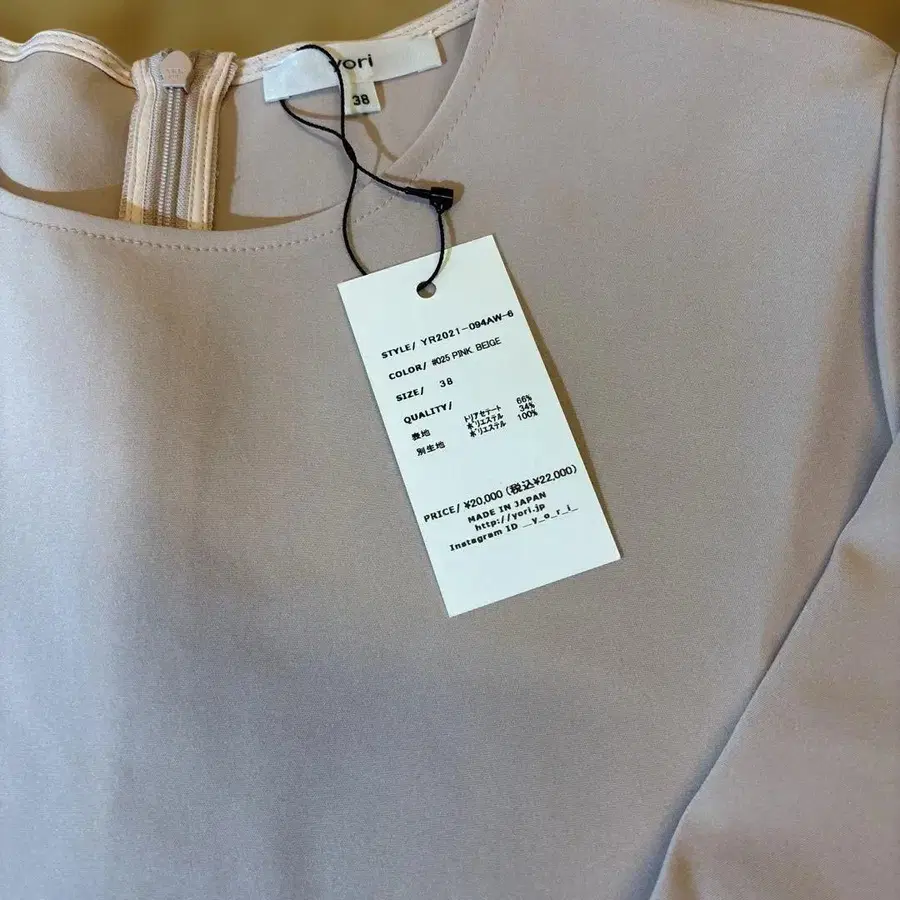 yori
38
STYLE/ YR2021-094AW-6
COLOR/ #025 PINK. BEIGE
SIZE/ 38
QUALITY/
表地 トリアセテート 66%
ポリエステル 34%
別生地 ポリエステル 100%
PRICE/ ¥20,000 (税込¥22,000)
MADE IN JAPAN
http://yori.jp
Instagram ID __y_o_r_i_